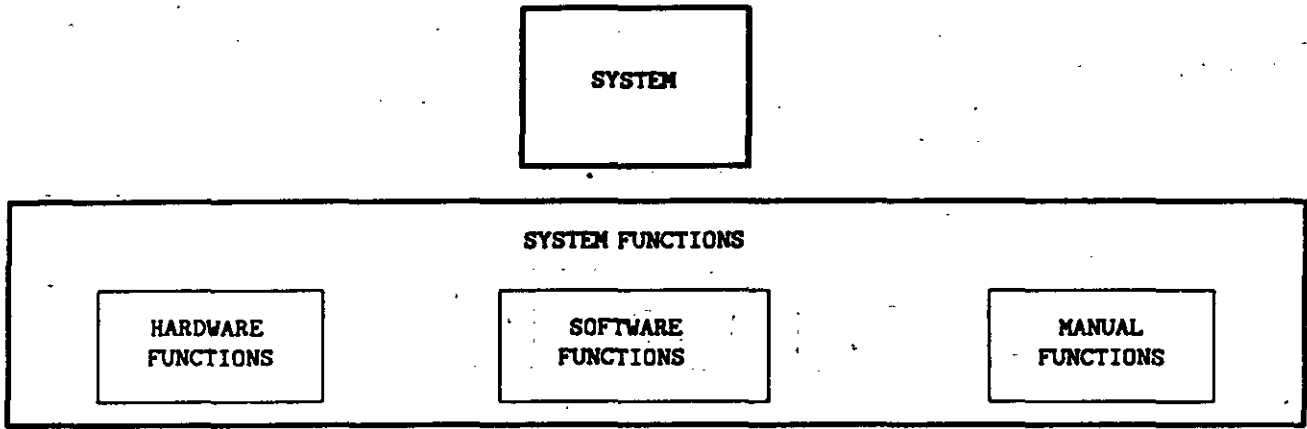 SYSTEM
SYSTEM FUNCTIONS
HARDWARE
FUNCTIONS
SOFTWARE
FUNCTIONS
MANUAL
FUNCTIONS